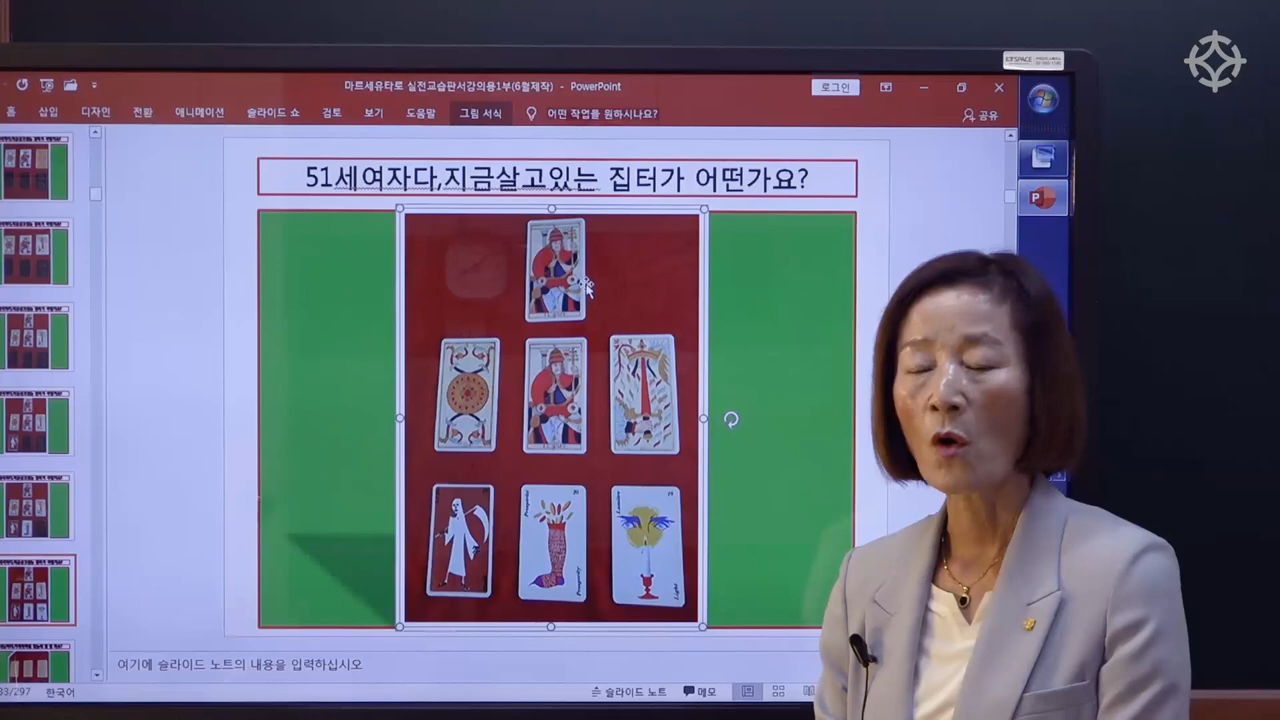 마르세유타로 실전교습판서강의용1부(6월제작) - PowerPoint
로그인
홈 삽입 디자인 전환 애니메이션 슬라이드 쇼 검토 보기 도움말 그림 서식 어떤 작업을 원하시나요? 공유
51세여자다,지금살고있는 집터가 어떤가요?
Prosperity
20
Prosperity
Light
여기에 슬라이드 노트의 내용을 입력하십시오
33/297 한국어 슬라이드 노트 메모